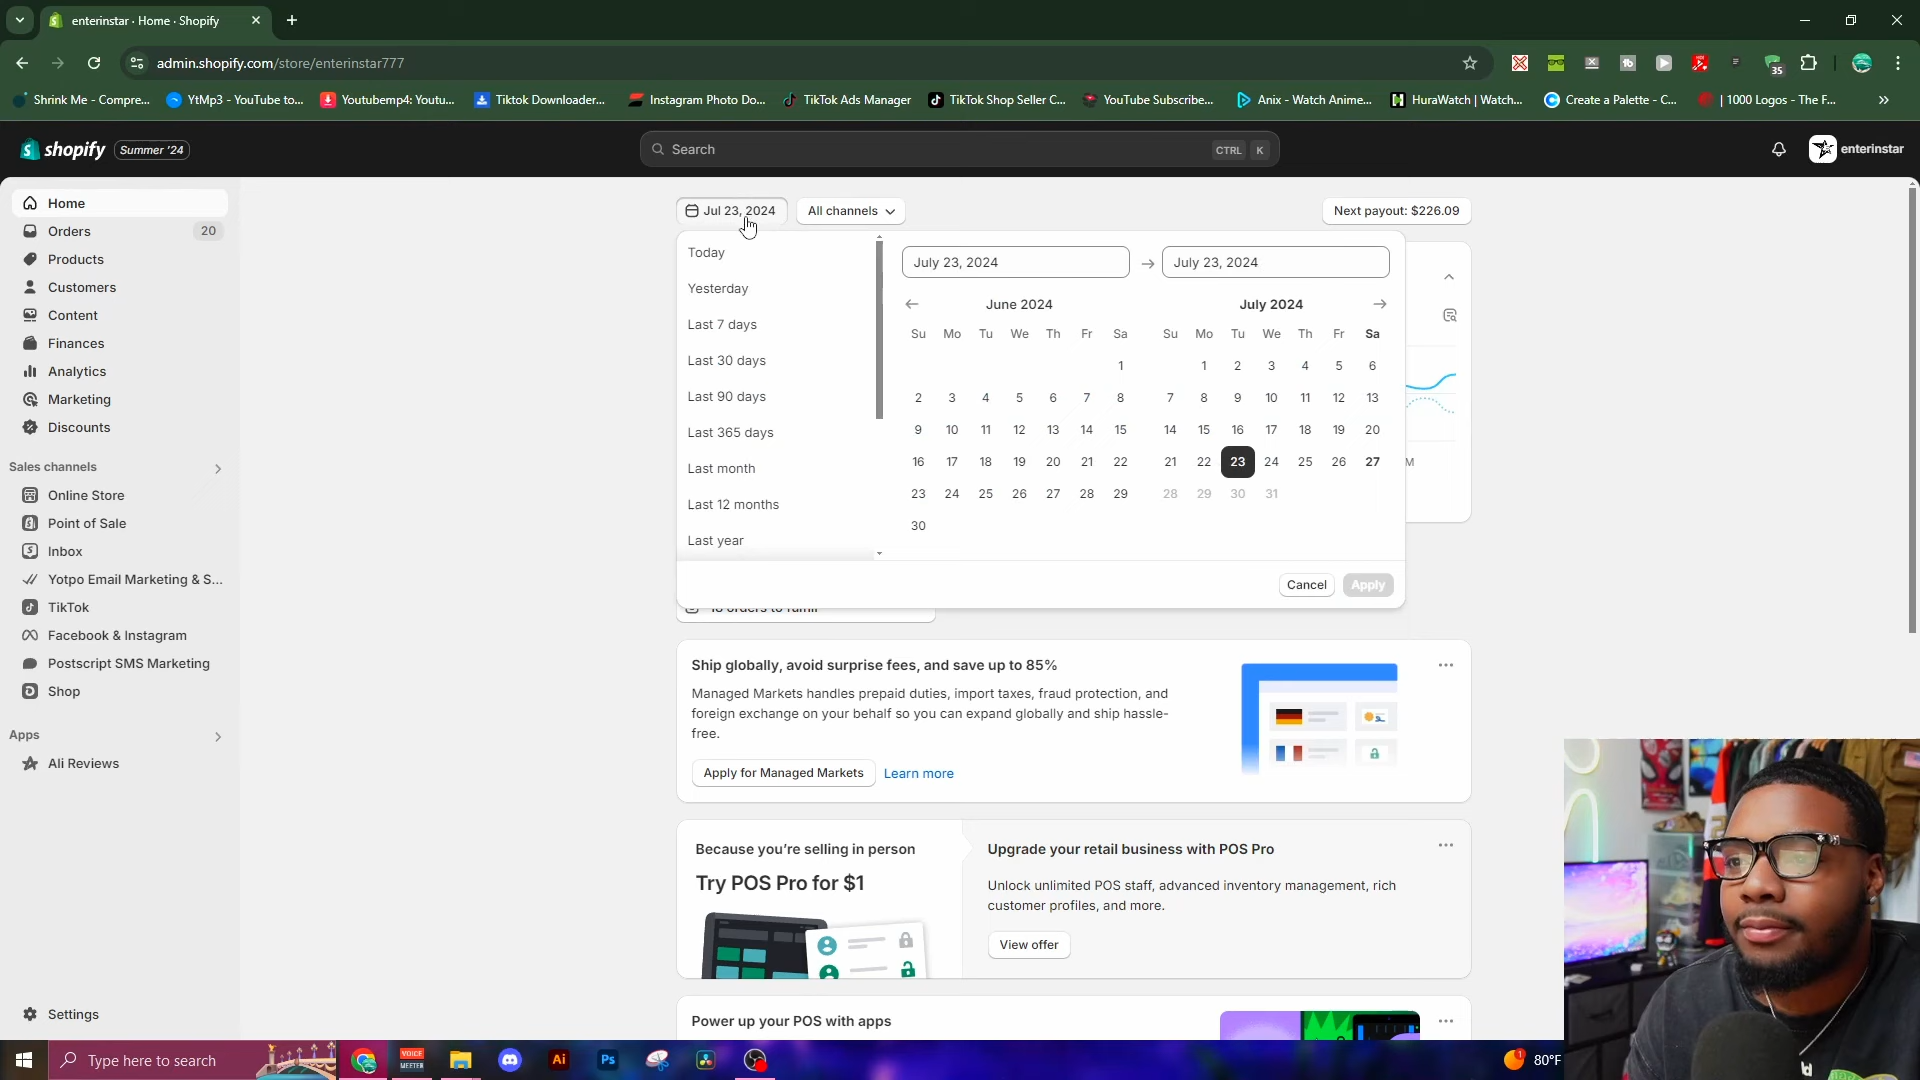 enterinstar · Home · Shopify
admin.shopify.com/store/enterinstar777
35
Shrink Me - Compre...
YtMp3 - YouTube to...
Youtubemp4: Youtu...
Tiktok Downloader...
Instagram Photo Do...
TikTok Ads Manager
TikTok Shop Seller C...
YouTube Subscribe...
Anix - Watch Anime...
HuraWatch | Watch...
Create a Palette - C...
| 1000 Logos - The F...
shopify
Summer '24
Search
CTRL K
enterinstar
Home
Orders 20
Products
Customers
Content
Finances
Analytics
Marketing
Discounts
Sales channels
Online Store
Point of Sale
Inbox
Yotpo Email Marketing & S...
TikTok
Facebook & Instagram
Postscript SMS Marketing
Shop
Apps
Ali Reviews
Settings
Jul 23, 2024
All channels
Next payout: $226.09
Today
Yesterday
Last 7 days
Last 30 days
Last 90 days
Last 365 days
Last month
Last 12 months
Last year
July 23, 2024
July 23, 2024
June 2024
Su Mo Tu We Th Fr Sa
1
2 3 4 5 6 7 8
9 10 11 12 13 14 15
16 17 18 19 20 21 22
23 24 25 26 27 28 29
30
July 2024
Su Mo Tu We Th Fr Sa
1 2 3 4 5 6
7 8 9 10 11 12 13
14 15 16 17 18 19 20
21 22 23 24 25 26 27
28 29 30 31
M
Cancel
Apply
Ship globally, avoid surprise fees, and save up to 85%
Managed Markets handles prepaid duties, import taxes, fraud protection, and
foreign exchange on your behalf so you can expand globally and ship hassle-
free.
Apply for Managed Markets
Learn more
Because you're selling in person
Try POS Pro for $1
Upgrade your retail business with POS Pro
Unlock unlimited POS staff, advanced inventory management, rich
customer profiles, and more.
View offer
Power up your POS with apps
Type here to search
VOICE
MEETER
Ai
Ps
1
80°F